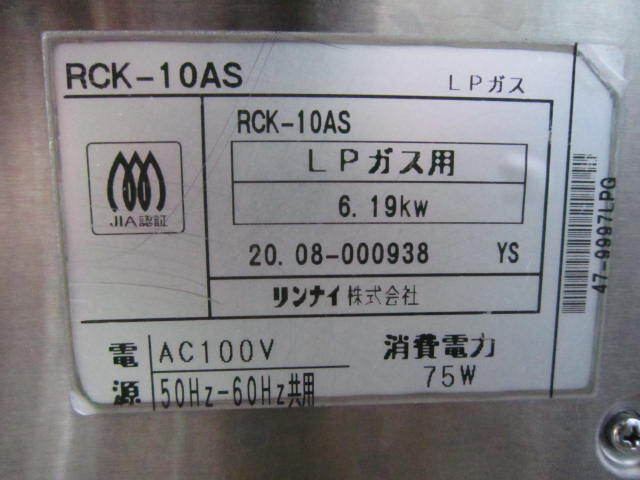 RCK-10AS
LPガス
RCK-10AS
LPガス用
6.19kw
20.08-000938 YS
リンナイ株式会社
JIA認証
電源
AC100V
50Hz-60Hz共用
消費電力
75W
47-9997LPG